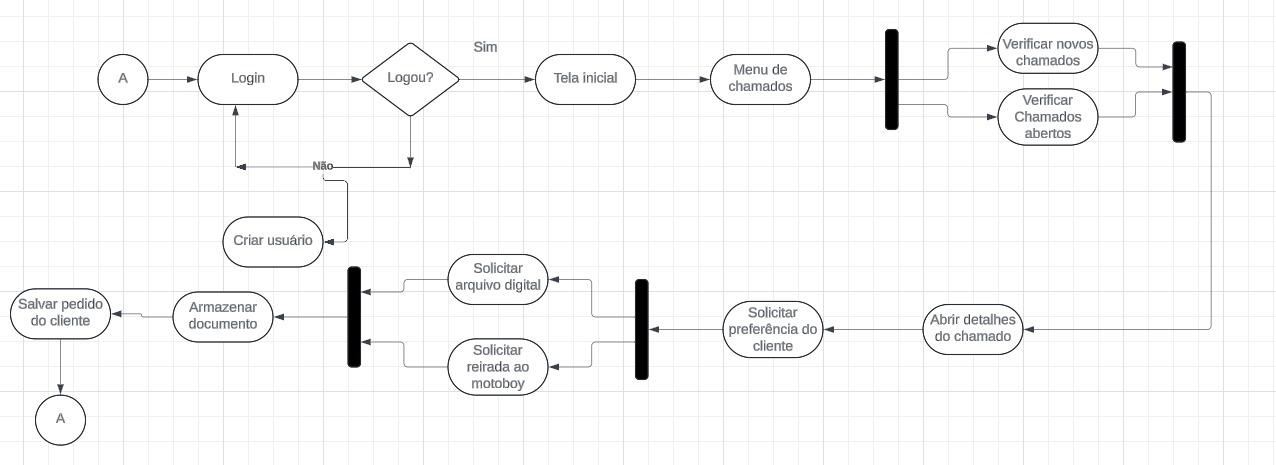 Sim
A
Login
Logou?
Tela inicial
Menu de
chamados
Verificar novos
chamados
Verificar
Chamados
abertos
Não
Criar usuário
Salvar pedido
do cliente
Armazenar
documento
Solicitar
arquivo digital
Solicitar
reirada ao
motoboy
Solicitar
preferência do
cliente
Abrir detalhes
do chamado
A